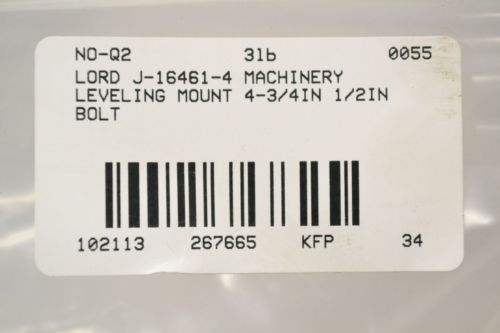 NO-Q2 3lb 0055
LORD J-16461-4 MACHINERY
LEVELING MOUNT 4-3/4IN 1/2IN
BOLT
102113 267665 KFP 34